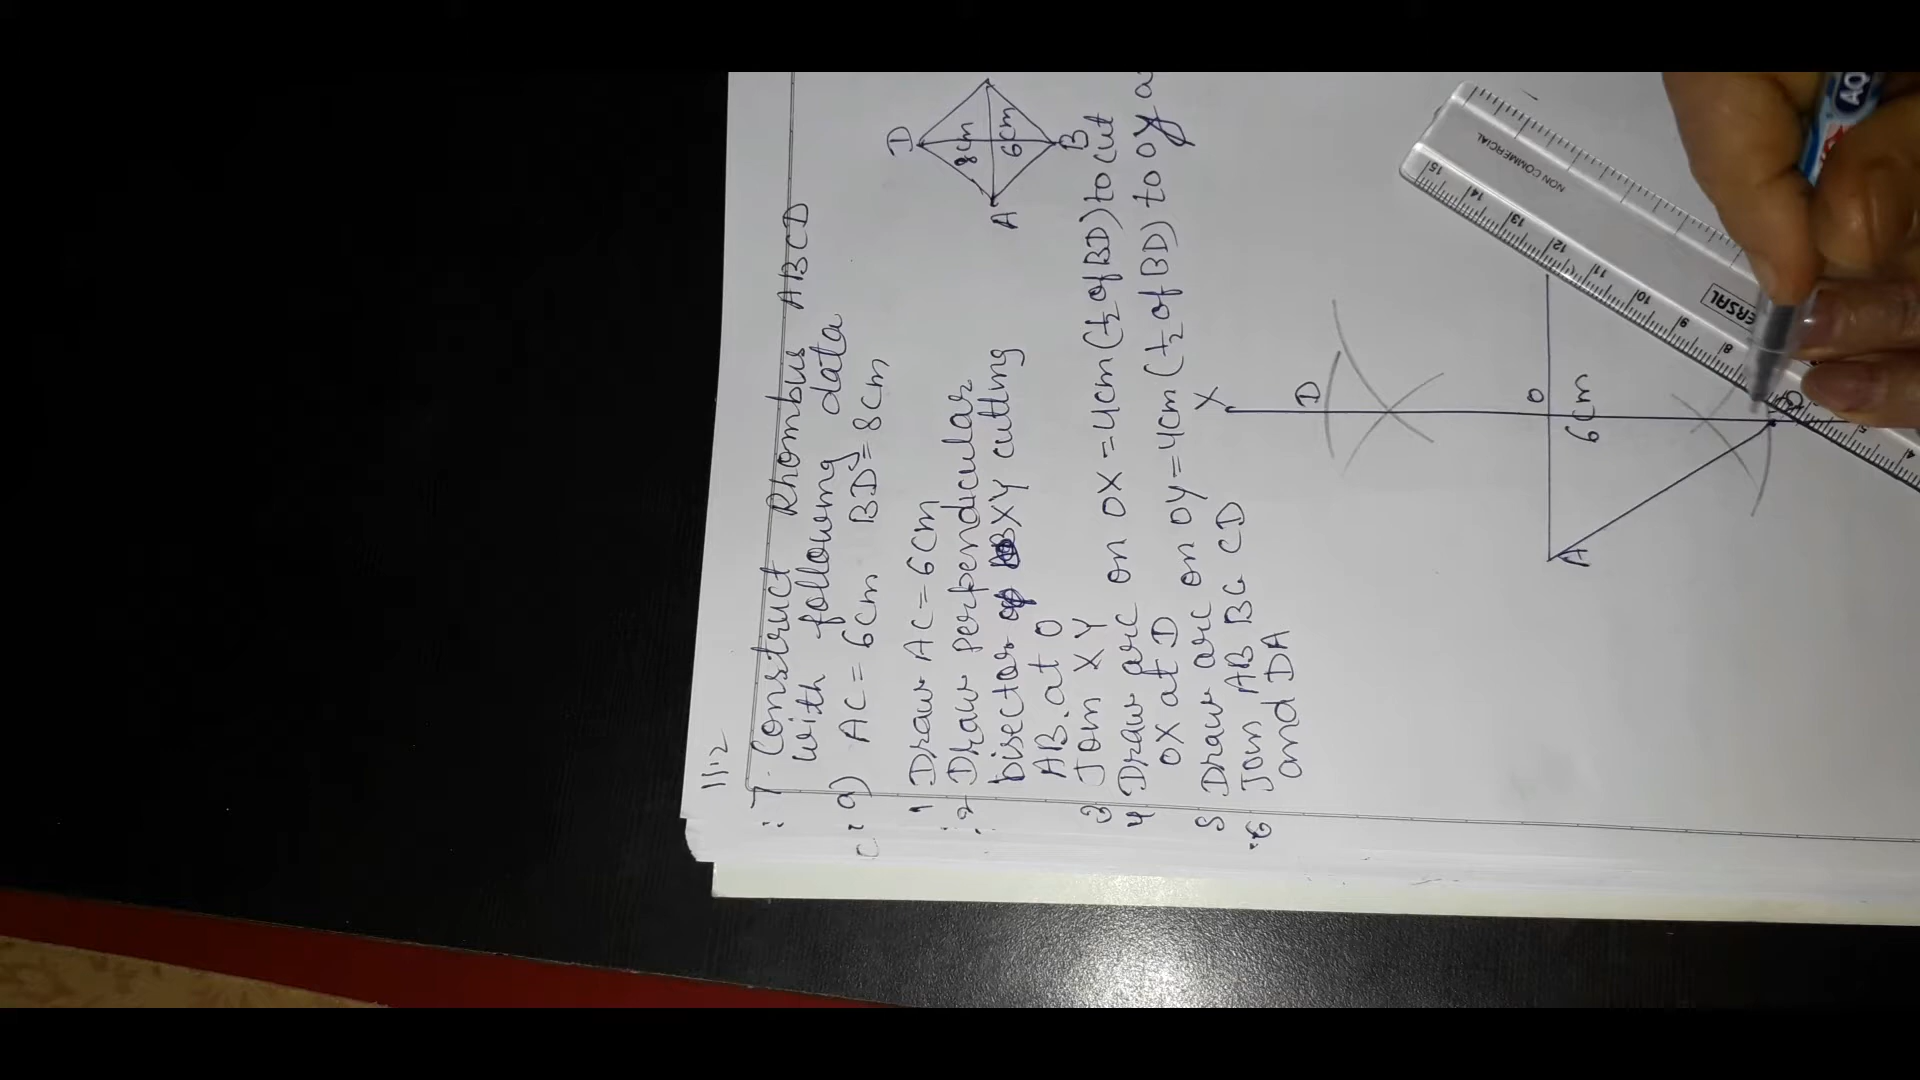 11.2
7. Construct Rhombus ABCD
with following data
a) AC = 6cm BD = 8cm
1 Draw AC = 6cm
2 Draw perpendicular
bisector XY cutting
AB. at O
3 Join XY
4 Draw arc on OX = 4cm (1/2 of BD) to cut
OX at D
5 Draw arc on OY = 4cm (1/2 of BD) to OY a
6 Join AB BC CD
and DA
D
8cm
6cm
A
B
X
D
O
6cm
A
15 14 13 12 11 10 9 8 5 4
NON COMMERCIAL
ERSAL
AQ